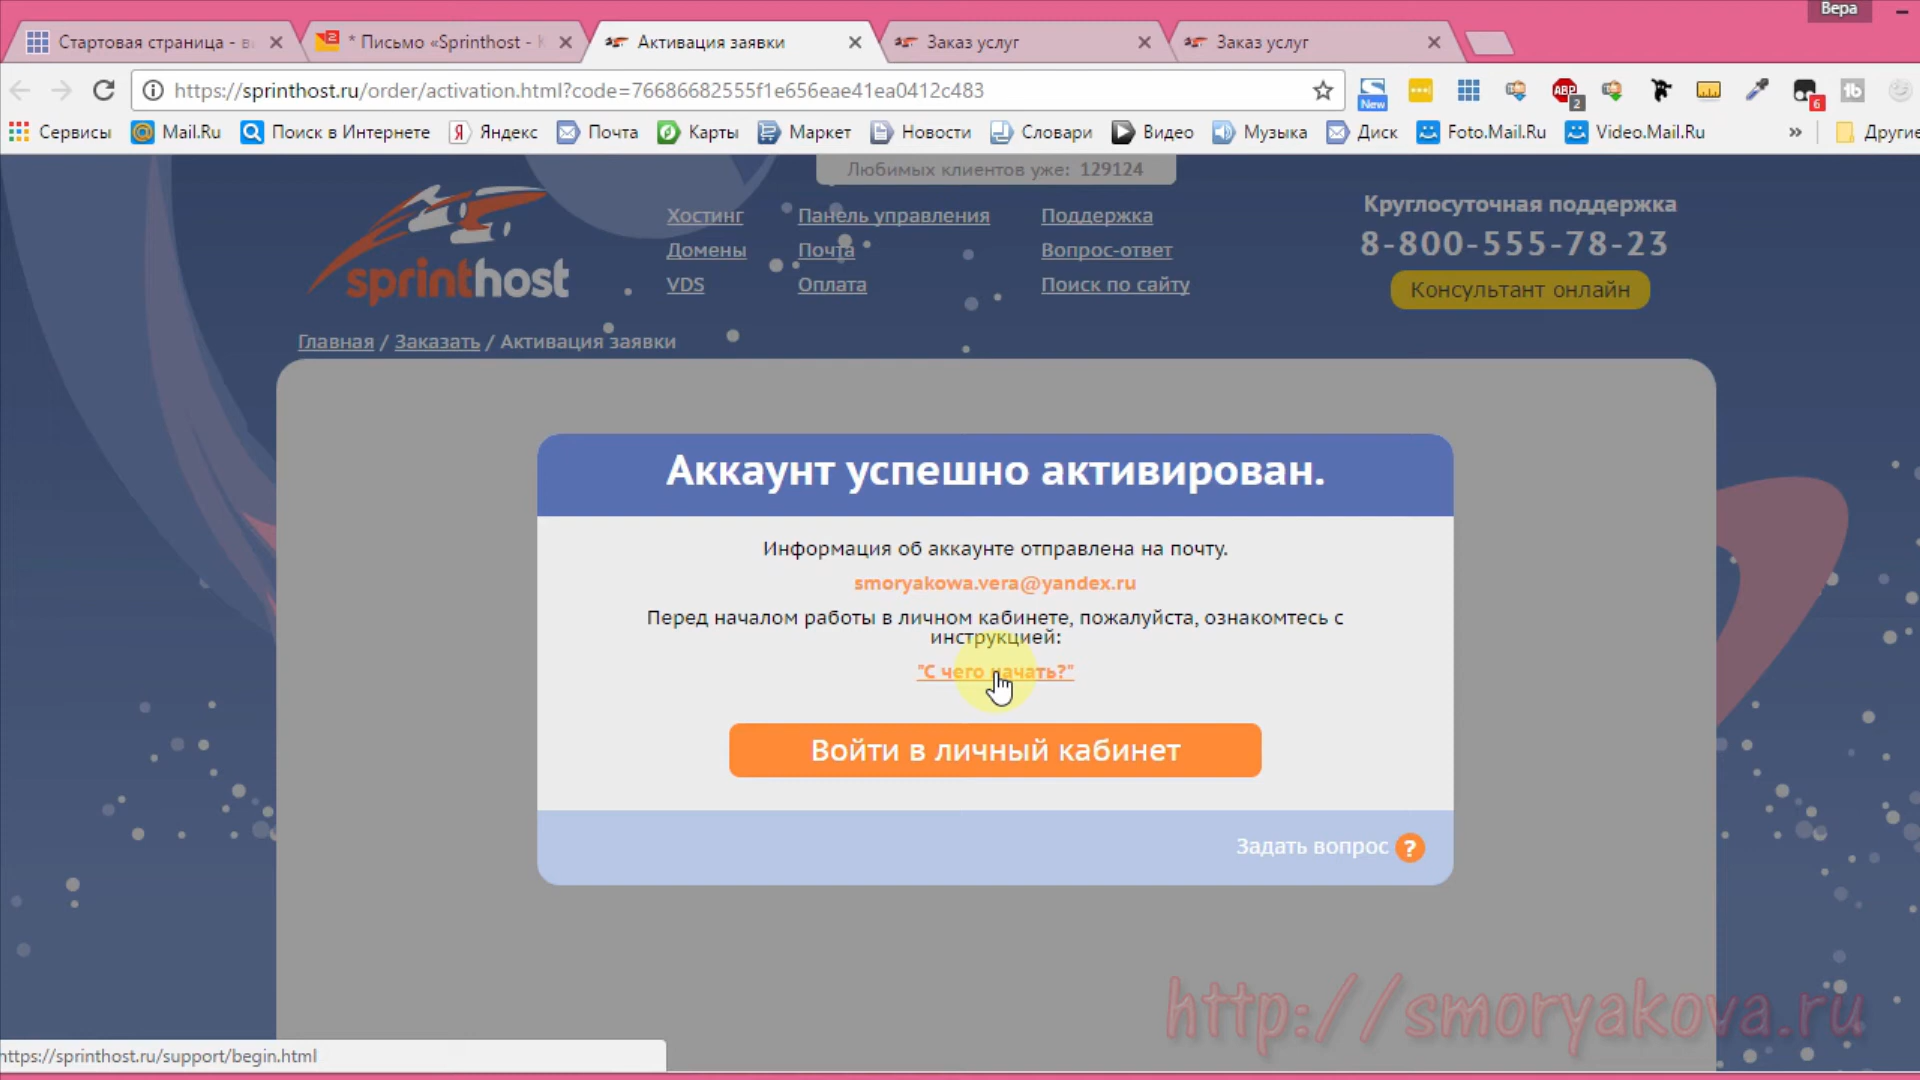 Вера
Стартовая страница - в
* Письмо «Sprinthost - К
Активация заявки
Заказ услуг
Заказ услуг
https://sprinthost.ru/order/activation.html?code=76686682555f1e656eae41ea0412c483
New
ABP
2
6
1b
Сервисы
Mail.Ru
Поиск в Интернете
Яндекс
Почта
Карты
Маркет
Новости
Словари
Видео
Музыка
Диск
Foto.Mail.Ru
Video.Mail.Ru
»
Другие
Любимых клиентов уже: 129124
sprinthost
Хостинг
Панель управления
Поддержка
Домены
Почта
Вопрос-ответ
VDS
Оплата
Поиск по сайту
Круглосуточная поддержка
8-800-555-78-23
Консультант онлайн
Главная / Заказать / Активация заявки
Аккаунт успешно активирован.
Информация об аккаунте отправлена на почту.
smoryakowa.vera@yandex.ru
Перед началом работы в личном кабинете, пожалуйста, ознакомтесь с
инструкцией:
"С чего начать?"
Войти в личный кабинет
Задать вопрос ?
http://smoryakova.ru
https://sprinthost.ru/support/begin.html